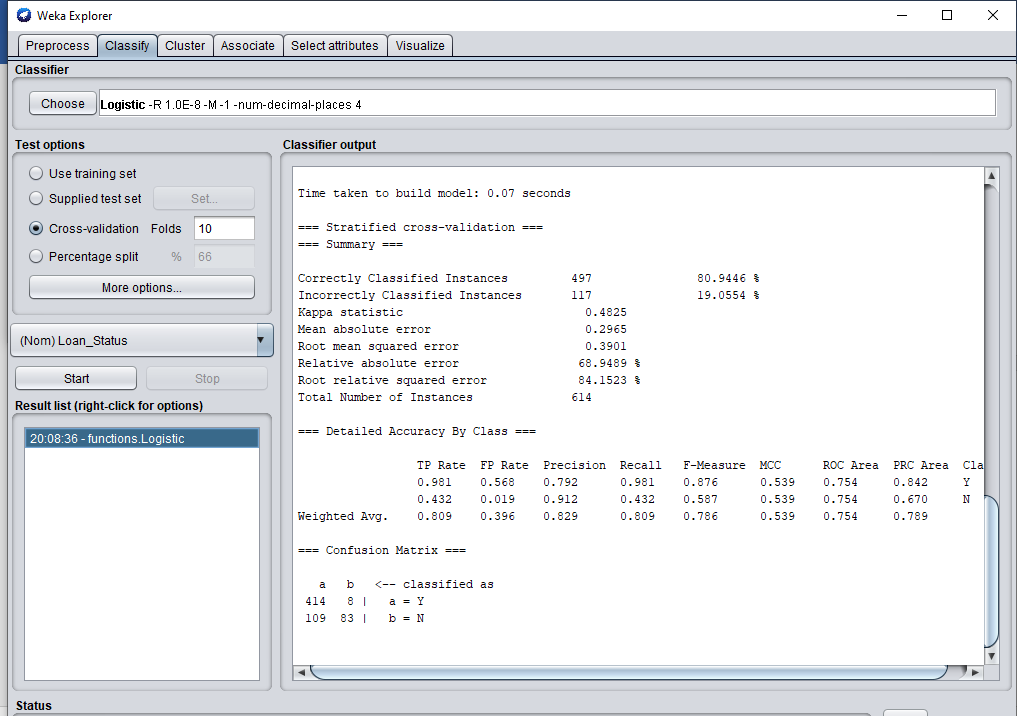 Weka Explorer
Preprocess Classify Cluster Associate Select attributes Visualize
Classifier
Choose Logistic -R 1.0E-8 -M -1 -num-decimal-places 4
Test options
Use training set
Supplied test set Set...
Cross-validation Folds 10
Percentage split % 66
More options...
(Nom) Loan_Status
Start Stop
Result list (right-click for options)
20:08:36 - functions.Logistic
Classifier output
Time taken to build model: 0.07 seconds
=== Stratified cross-validation ===
=== Summary ===
Correctly Classified Instances 497 80.9446 %
Incorrectly Classified Instances 117 19.0554 %
Kappa statistic 0.4825
Mean absolute error 0.2965
Root mean squared error 0.3901
Relative absolute error 68.9489 %
Root relative squared error 84.1523 %
Total Number of Instances 614
=== Detailed Accuracy By Class ===
TP Rate FP Rate Precision Recall F-Measure MCC ROC Area PRC Area Cla
0.981 0.568 0.792 0.981 0.876 0.539 0.754 0.842 Y
0.432 0.019 0.912 0.432 0.587 0.539 0.754 0.670 N
Weighted Avg. 0.809 0.396 0.829 0.809 0.786 0.539 0.754 0.789
=== Confusion Matrix ===
a b <-- classified as
414 8 | a = Y
109 83 | b = N
Status